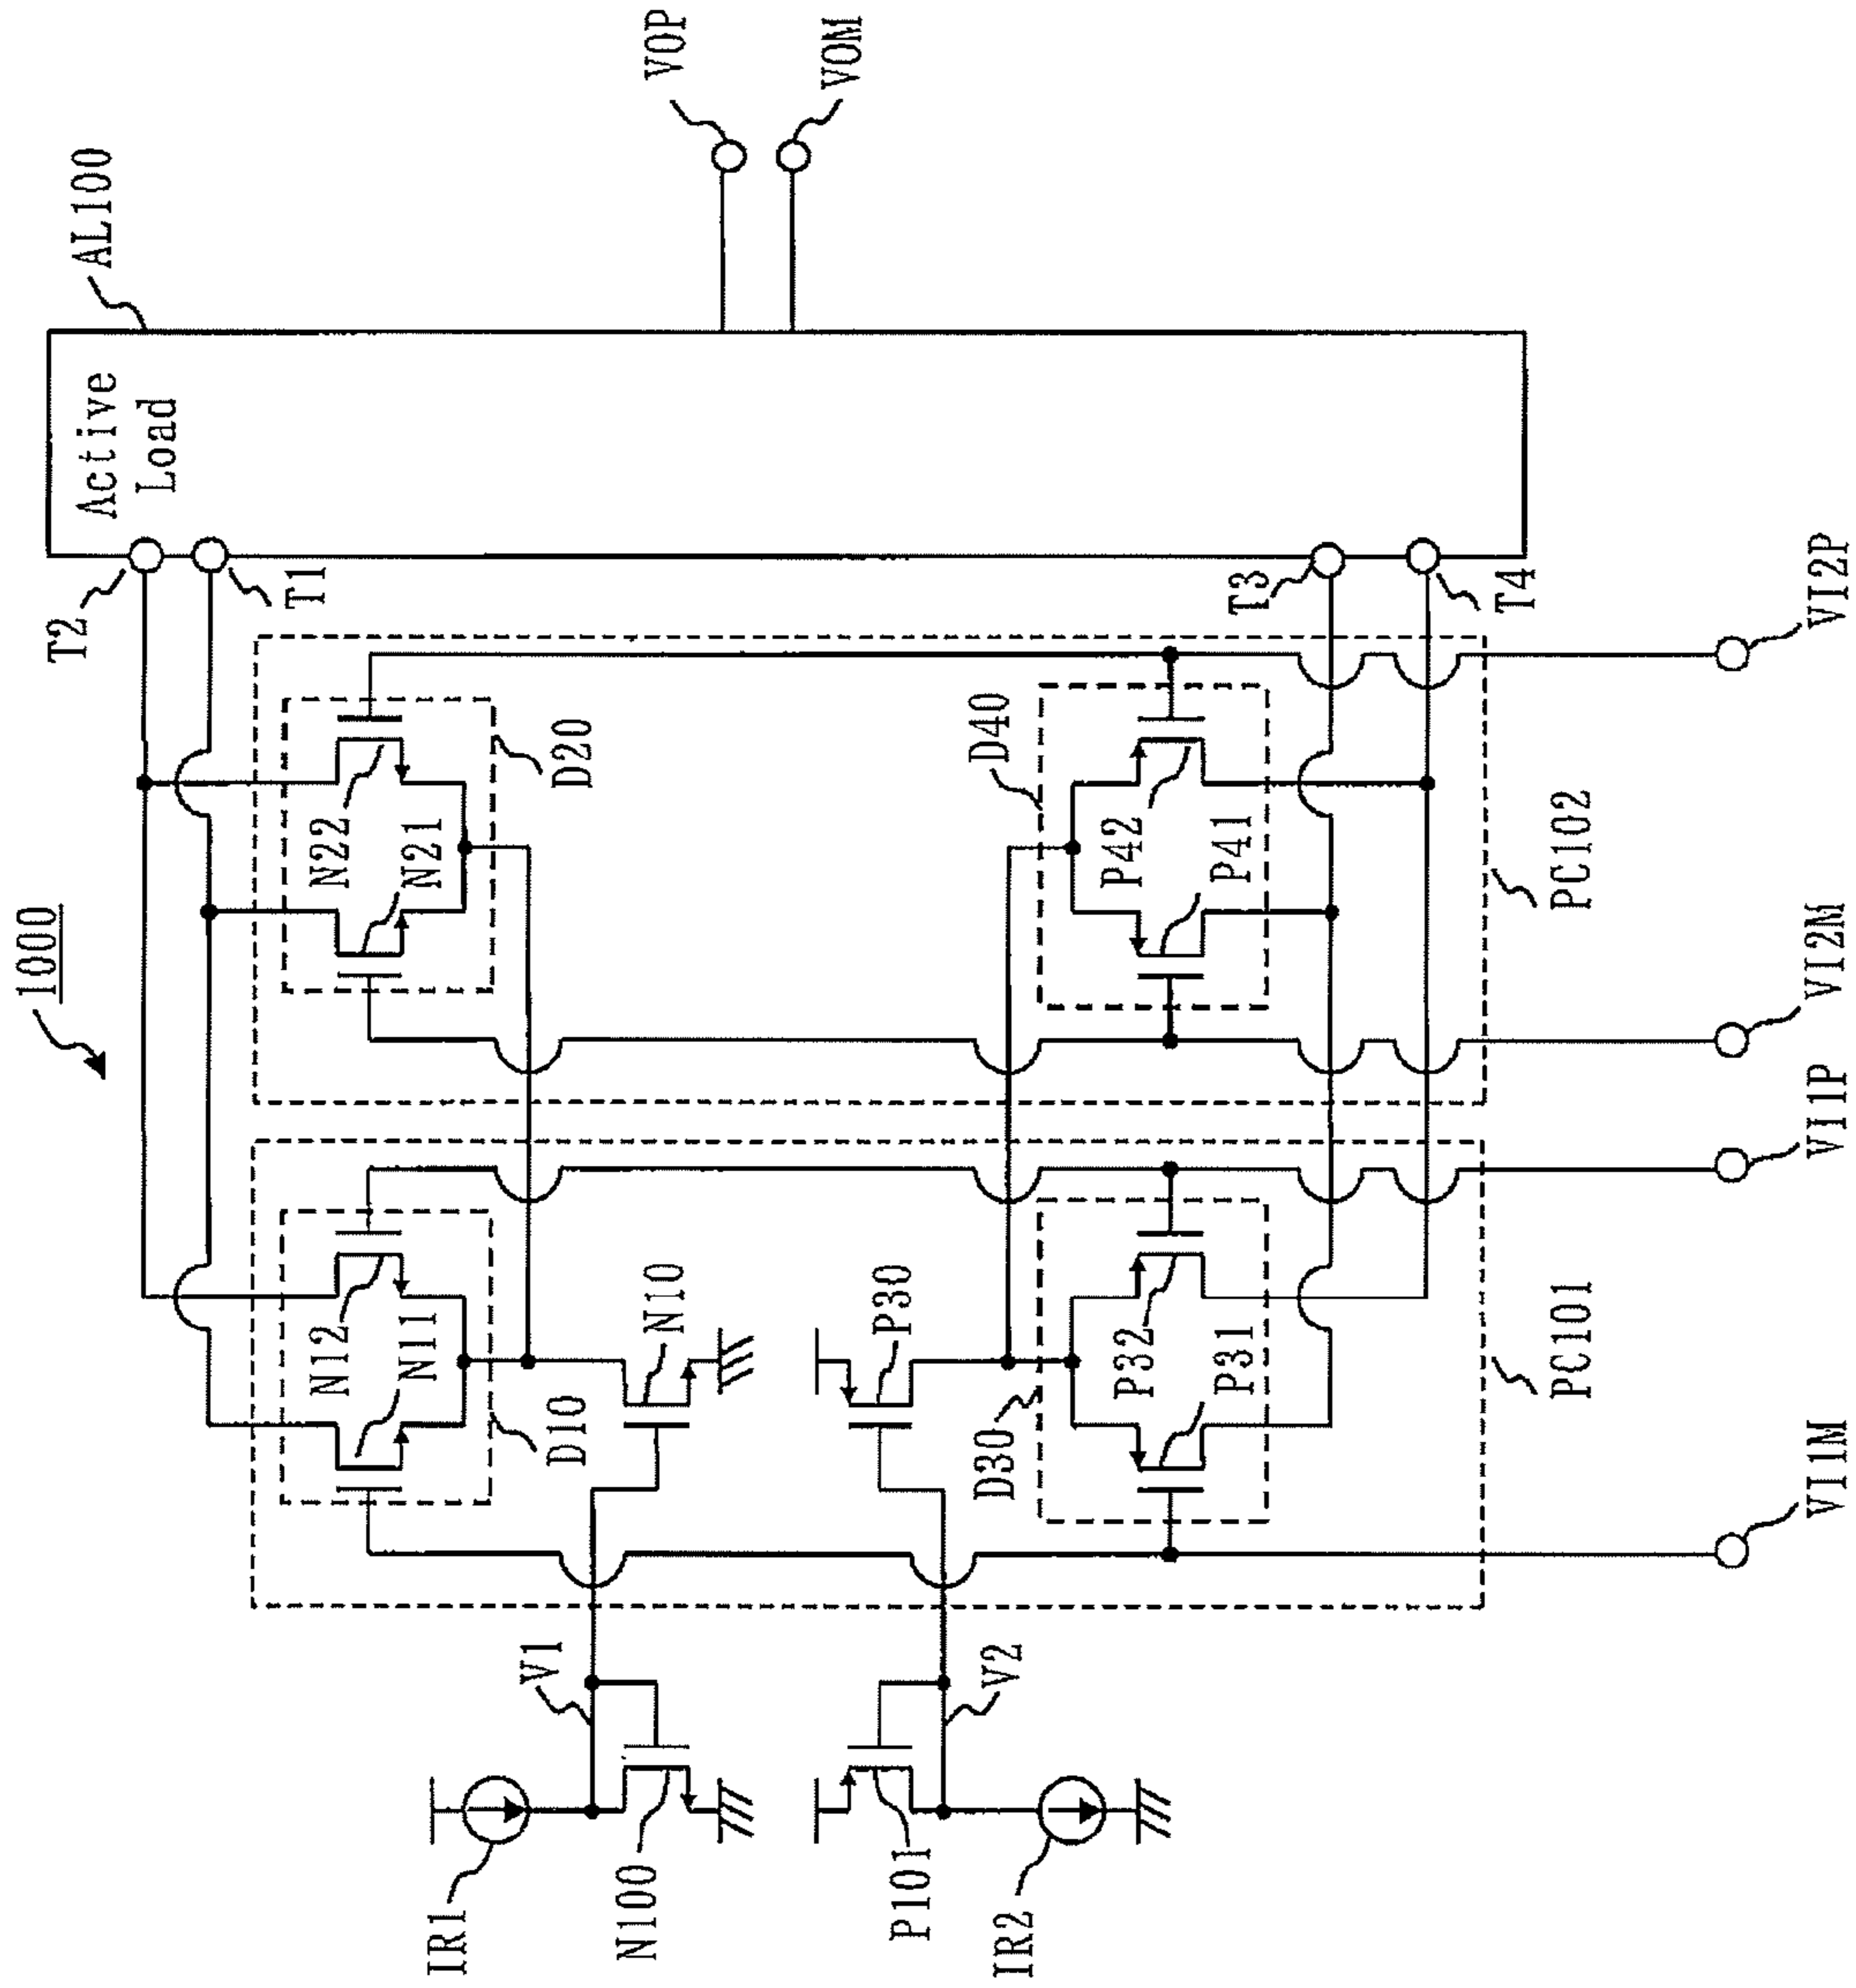 1000
IR1
V1
N100
P101
V2
IR2
N12
N11
D10
N10
P30
D30
P32
P31
PC101
N22
N21
D20
D40
P42
P41
PC102
T2
T1
T3
T4
Active
Load
AL100
VOP
VOM
VI1M
VI1P
VI2M
VI2P